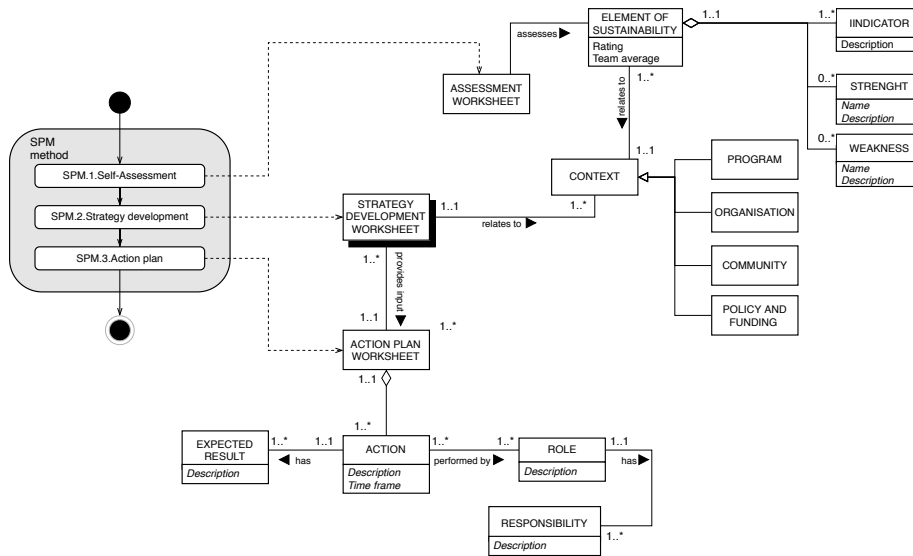 ELEMENT OF
SUSTAINABILITY
Rating
Team average
1..1
1..*
IINDICATOR
Description
assesses
ASSESSMENT
WORKSHEET
1..*
relates to
1..1
0..*
STRENGHT
Name
Description
0..*
WEAKNESS
Name
Description
SPM
method
SPM.1.Self-Assessment
SPM.2.Strategy development
SPM.3.Action plan
STRATEGY
DEVELOPMENT
WORKSHEET
1..1
relates to
1..*
CONTEXT
PROGRAM
ORGANISATION
COMMUNITY
POLICY AND
FUNDING
1..*
provides input
1..1
1..*
ACTION PLAN
WORKSHEET
1..1
1..*
EXPECTED
RESULT
Description
1..*
1..1
has
ACTION
Description
Time frame
1..*
1..*
performed by
ROLE
Description
1..1
has
RESPONSIBILITY
Description
1..*